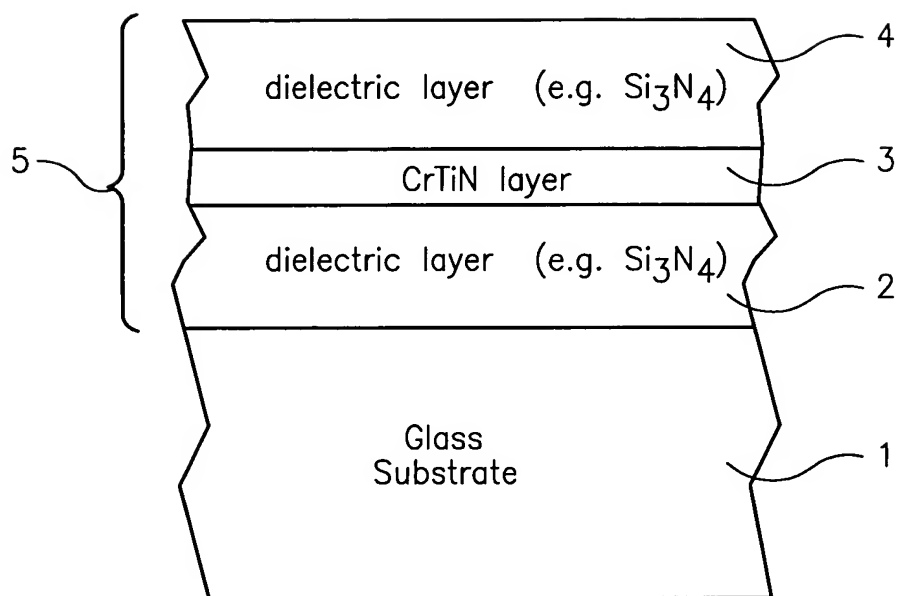 4
dielectric layer (e.g. Si₃N₄)
5
3
CrTiN layer
dielectric layer (e.g. Si₃N₄)
2
Glass
Substrate
1